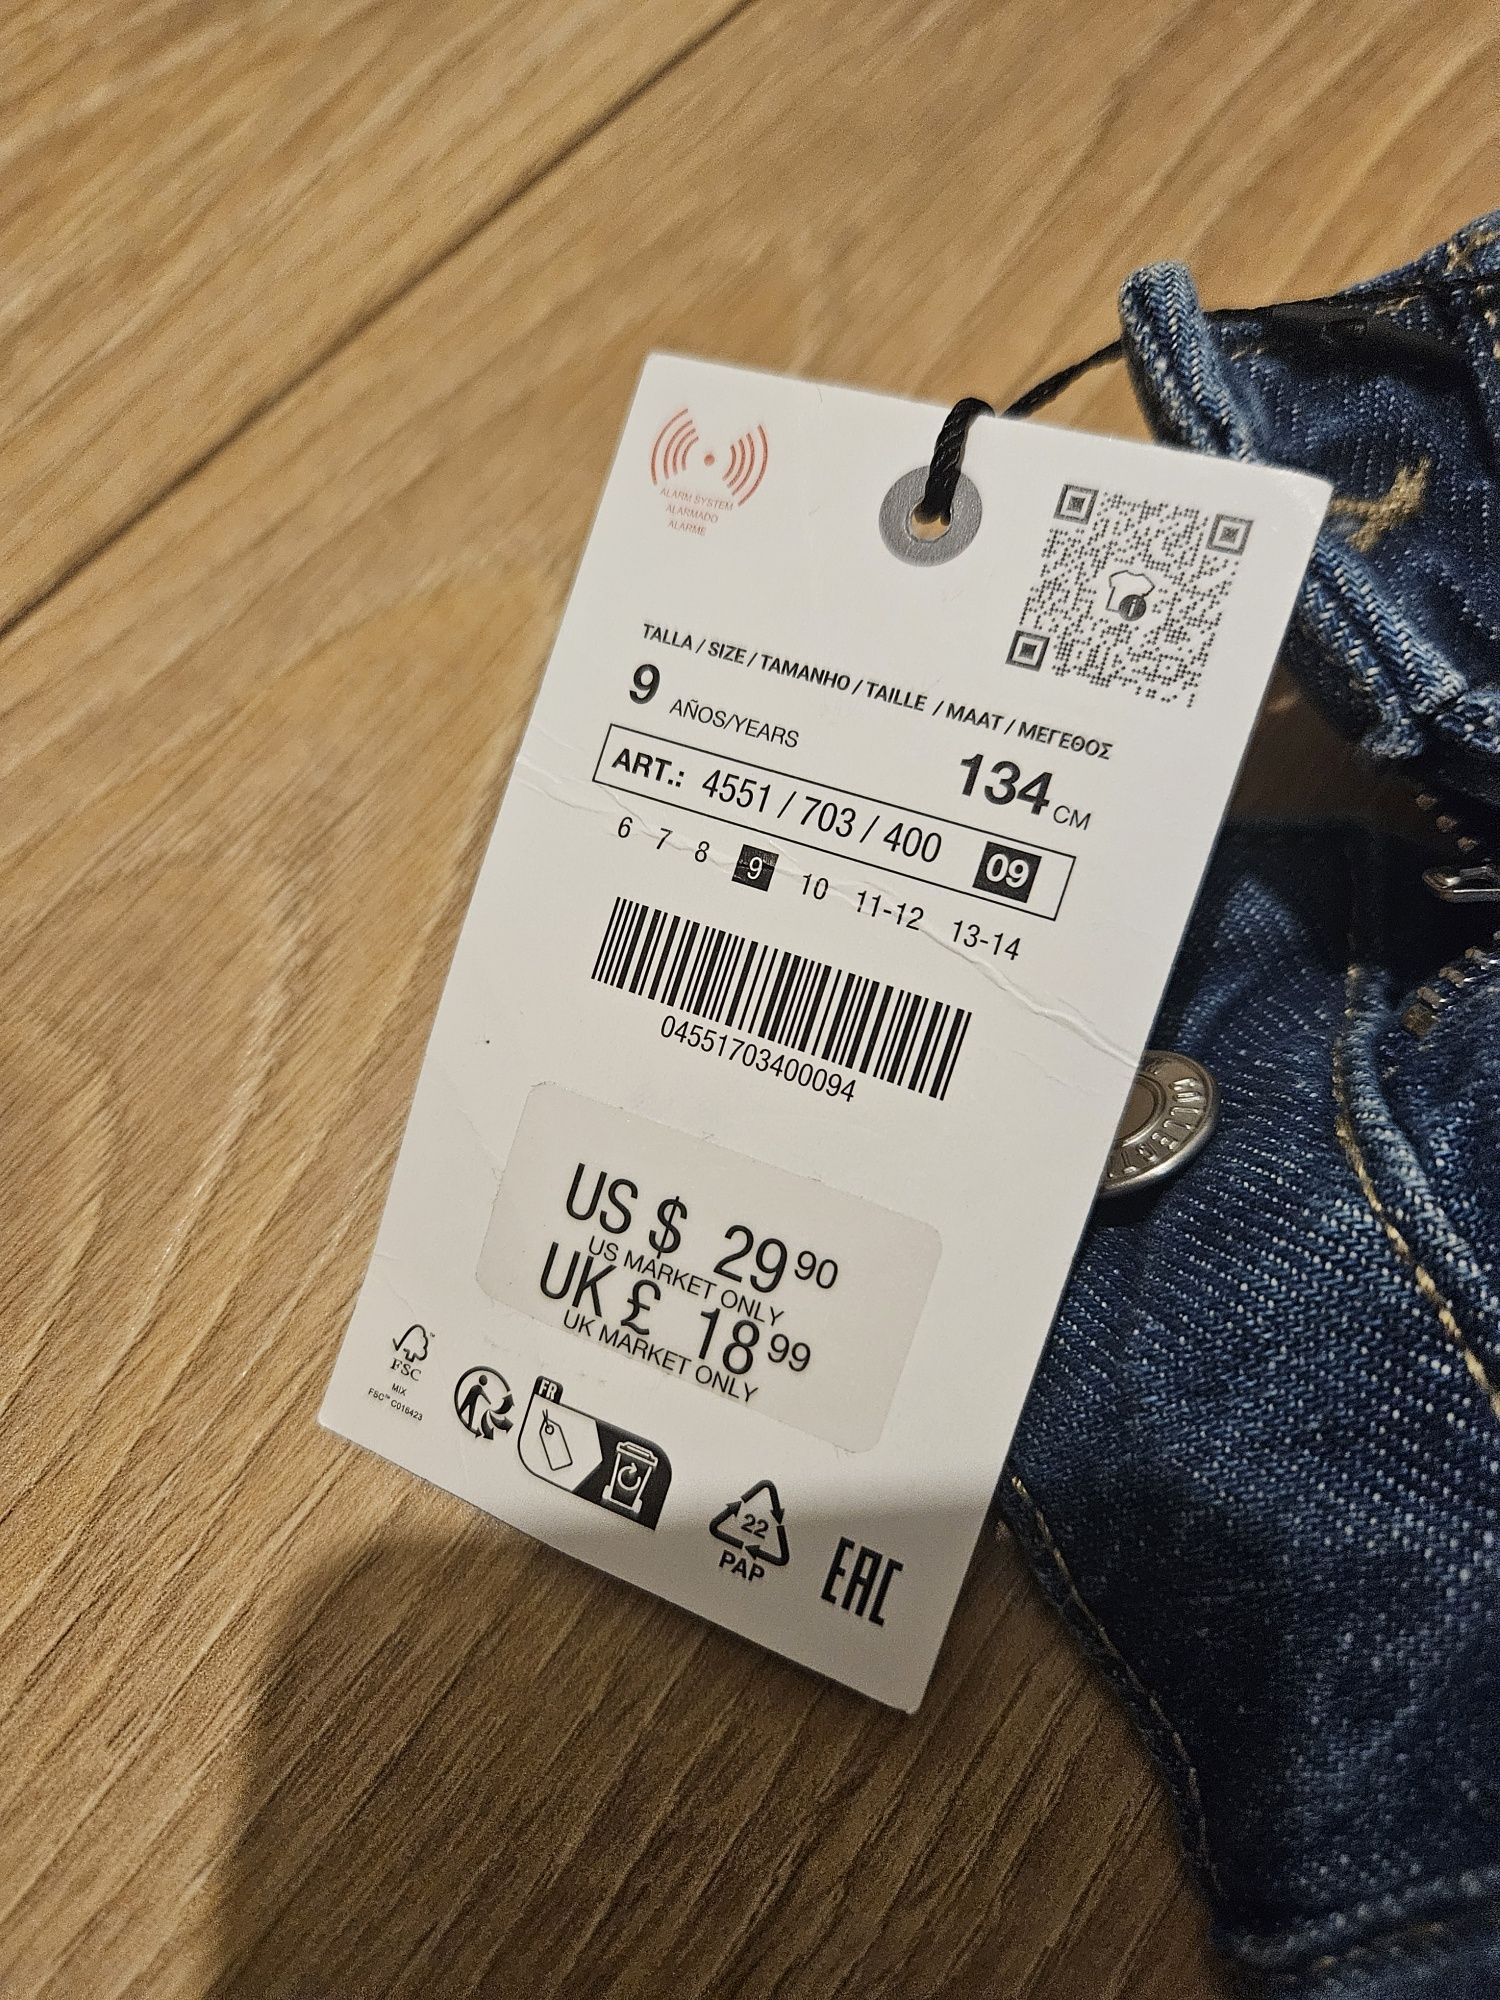 ALARM SYSTEM
ALARMADO
ALARME
TALLA / SIZE / TAMANHO / TAILLE / MAAT / ΜΕΓΕΘΟΣ
9 AÑOS/YEARS 134 CM
ART.: 4551 / 703 / 400 09
6 7 8 9 10 11-12 13-14
04551703400094
US $ 29 90
US MARKET ONLY
UK £ 18 99
UK MARKET ONLY
FSC
MIX
FSC™ C016423
FR
22
PAP
EAC